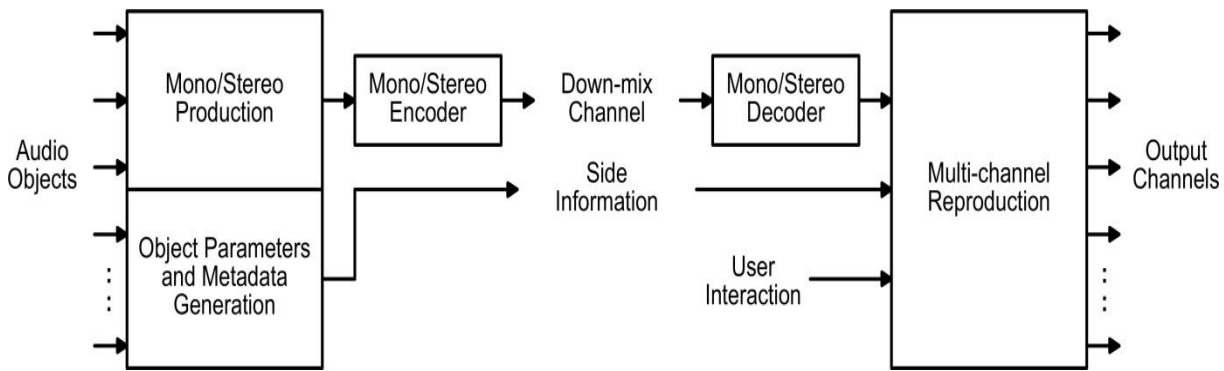 Audio
Objects
Mono/Stereo
Production
Object Parameters
and Metadata
Generation
Mono/Stereo
Encoder
Down-mix
Channel
Side
Information
User
Interaction
Mono/Stereo
Decoder
Multi-channel
Reproduction
Output
Channels